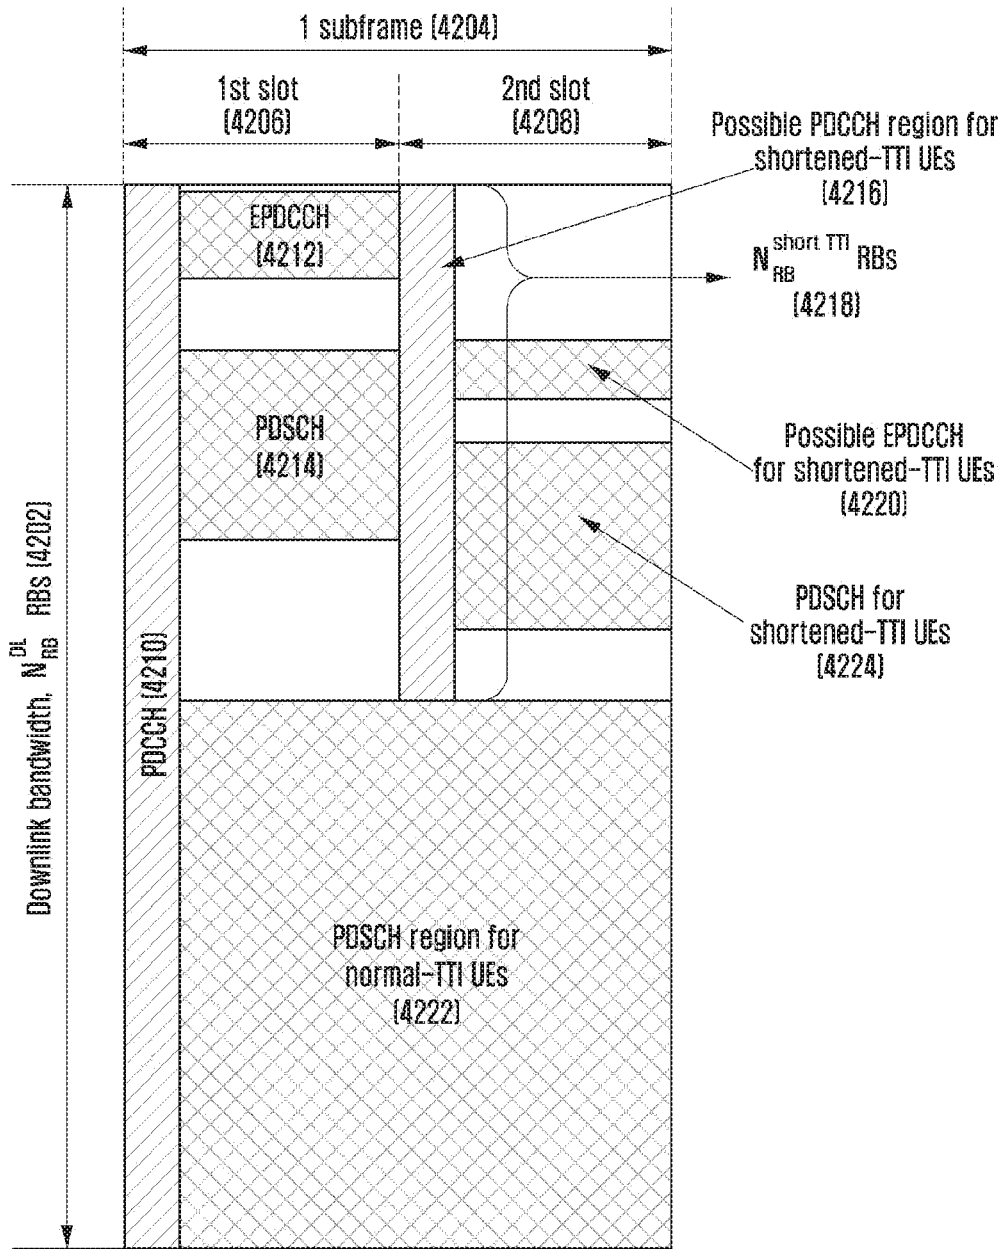 1 subframe (4204)
1st slot
(4206)
2nd slot
(4208)
Possible PDCCH region for
shortened-TTI UEs
(4216)
EPDCCH
(4212)
N RB short TTI RBs
(4218)
PDSCH
(4214)
Possible EPDCCH
for shortened-TTI UEs
(4220)
PDSCH for
shortened-TTI UEs
(4224)
Downlink bandwidth, N RB DL RBs (4202)
PDCCH (4210)
PDSCH region for
normal-TTI UEs
(4222)